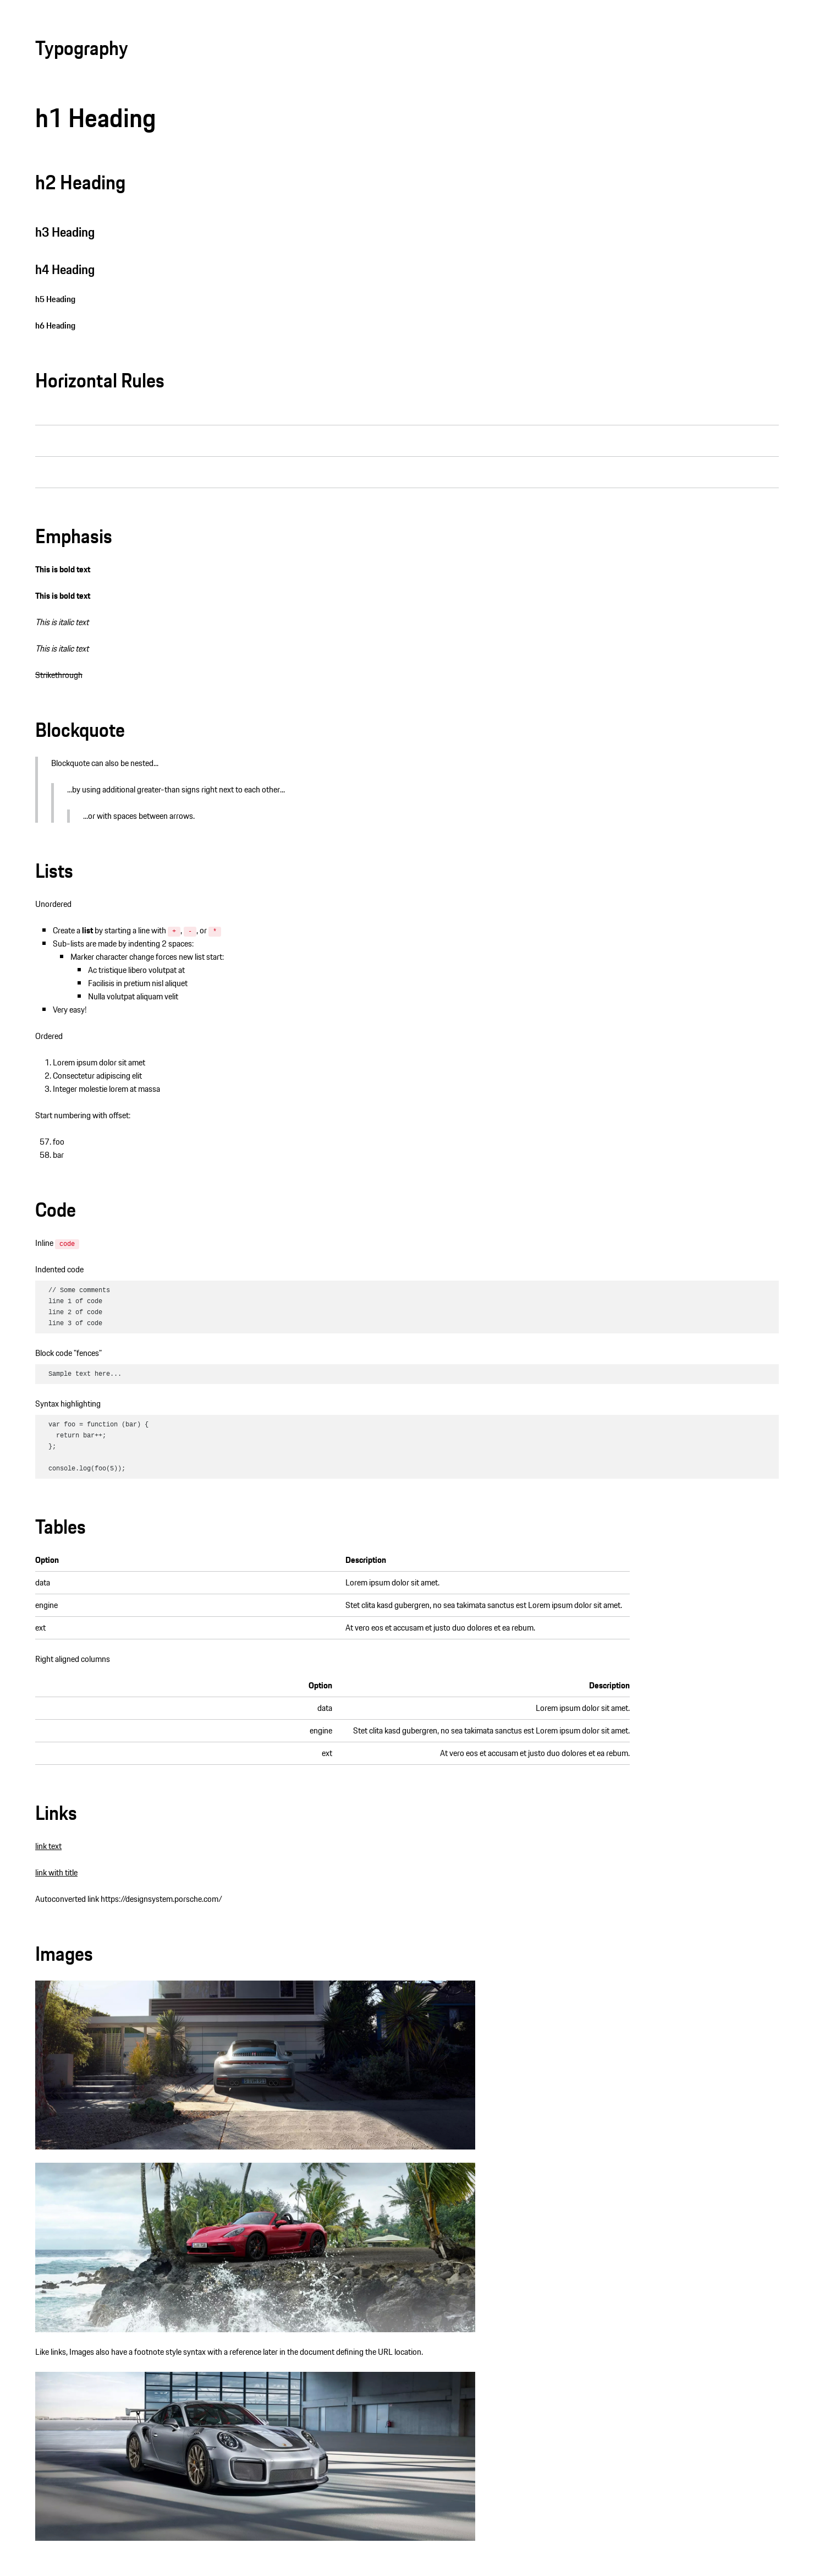 Typography
h1 Heading
h2 Heading
h3 Heading
h4 Heading
h5 Heading
h6 Heading
Horizontal Rules
Emphasis
This is bold text
This is bold text
This is italic text
This is italic text
Strikethrough
Blockquote
Blockquote can also be nested...
...by using additional greater-than signs right next to each other...
...or with spaces between arrows.
Lists
Unordered
Create a list by starting a line with +, -, or *
Sub-lists are made by indenting 2 spaces:
Marker character change forces new list start:
Ac tristique libero volutpat at
Facilisis in pretium nisl aliquet
Nulla volutpat aliquam velit
Very easy!
Ordered
1. Lorem ipsum dolor sit amet
2. Consectetur adipiscing elit
3. Integer molestie lorem at massa
Start numbering with offset:
57. foo
58. bar
Code
Inline code
Indented code
// Some comments
line 1 of code
line 2 of code
line 3 of code
Block code "fences"
Sample text here...
Syntax highlighting
var foo = function (bar) {
  return bar++;
};
console.log(foo(5));
Tables
Option Description
data Lorem ipsum dolor sit amet.
engine Stet clita kasd gubergren, no sea takimata sanctus est Lorem ipsum dolor sit amet.
ext At vero eos et accusam et justo duo dolores et ea rebum.
Right aligned columns
Option Description
data Lorem ipsum dolor sit amet.
engine Stet clita kasd gubergren, no sea takimata sanctus est Lorem ipsum dolor sit amet.
ext At vero eos et accusam et justo duo dolores et ea rebum.
Links
link text
link with title
Autoconverted link https://designsystem.porsche.com/
Images
Like links, Images also have a footnote style syntax with a reference later in the document defining the URL location.